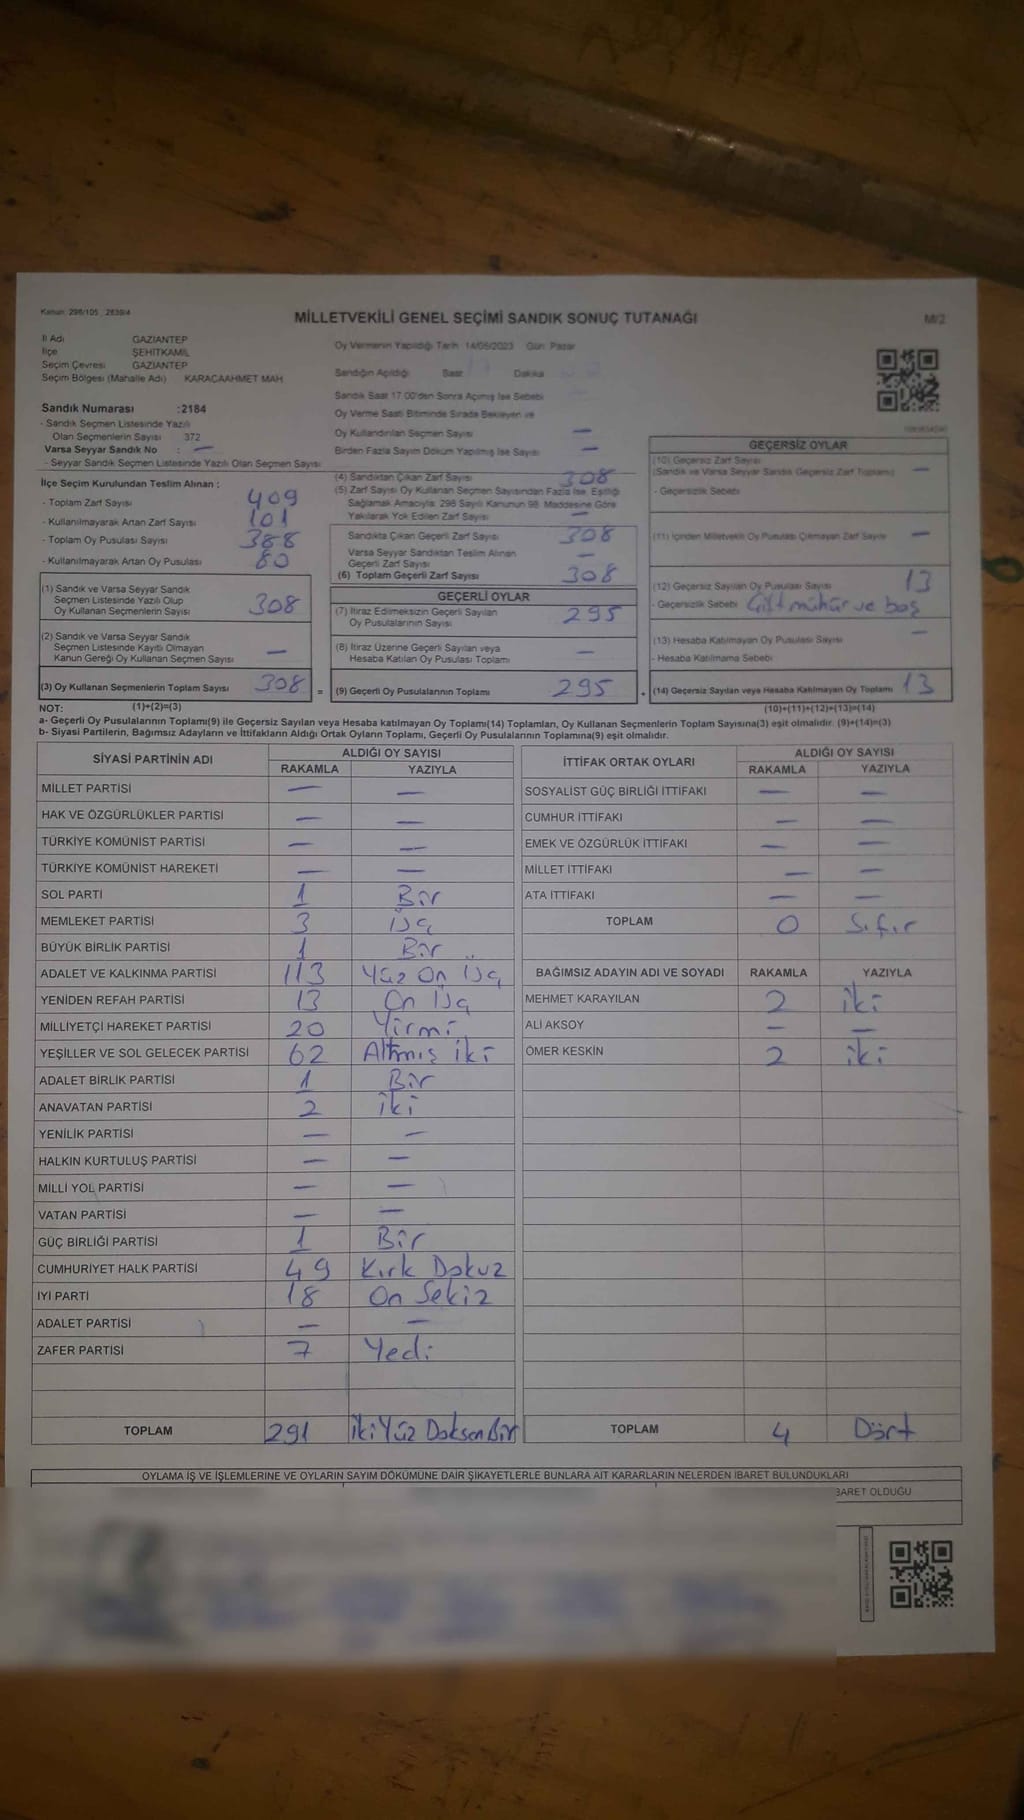 Kanun: 298/105
MİLLETVEKİLİ GENEL SEÇİMİ SANDIK SONUÇ TUTANAĞI
M/2
İl Adı GAZİANTEP
İlçe ŞEHİTKAMİL
Seçim Çevresi GAZİANTEP
Seçim Bölgesi (Mahalle Adı) KARACAAHMET MAH
Oy Vermenin Yapıldığı Tarih 14/05/2023 Gün Pazar
Sandığın Açıldığı Saat 17 Dakika
Sandık Saat 17.00'den Sonra Açılmış İse Sebebi
Oy Verme Saati Bitiminde Sırada Bekleyen ve
Oy Kullandırılan Seçmen Sayısı —
Birden Fazla Sayım Döküm Yapılmış İse Sayısı —
Sandık Numarası :2184
- Sandık Seçmen Listesinde Yazılı
Olan Seçmenlerin Sayısı 372
Varsa Seyyar Sandık No : —
- Seyyar Sandık Seçmen Listesinde Yazılı Olan Seçmen Sayısı
İlçe Seçim Kurulundan Teslim Alınan :
- Toplam Zarf Sayısı 409
- Kullanılmayarak Artan Zarf Sayısı 101
- Toplam Oy Pusulası Sayısı 388
- Kullanılmayarak Artan Oy Pusulası 80
(1) Sandık ve Varsa Seyyar Sandık
Seçmen Listesinde Yazılı Olup
Oy Kullanan Seçmenlerin Sayısı 308
(2) Sandık ve Varsa Seyyar Sandık
Seçmen Listesinde Kayıtlı Olmayan
Kanun Gereği Oy Kullanan Seçmen Sayısı —
(3) Oy Kullanan Seçmenlerin Toplam Sayısı 308 =
(4) Sandıktan Çıkan Zarf Sayısı 308
(5) Zarf Sayısı Oy Kullanan Seçmen Sayısından Fazla İse, Eşitliği
Sağlamak Amacıyla; 298 Sayılı Kanunun 98. Maddesine Göre
Yakılarak Yok Edilen Zarf Sayısı —
Sandıkta Çıkan Geçerli Zarf Sayısı 308
Varsa Seyyar Sandıktan Teslim Alınan
Geçerli Zarf Sayısı —
(6) Toplam Geçerli Zarf Sayısı 308
GEÇERLİ OYLAR
(7) İtiraz Edilmeksizin Geçerli Sayılan
Oy Pusulalarının Sayısı 295
(8) İtiraz Üzerine Geçerli Sayılan veya
Hesaba Katılan Oy Pusulası Toplamı —
(9) Geçerli Oy Pusulalarının Toplamı 295 +
GEÇERSİZ OYLAR
(10) Geçersiz Zarf Sayısı
(Sandık ve Varsa Seyyar Sandık Geçersiz Zarf Toplamı) —
- Geçersizlik Sebebi
(11) İçinden Milletvekili Oy Pusulası Çıkmayan Zarf Sayısı —
(12) Geçersiz Sayılan Oy Pusulası Sayısı 13
- Geçersizlik Sebebi Çift mühür ve boş
(13) Hesaba Katılmayan Oy Pusulası Sayısı —
- Hesaba Katılmama Sebebi
(14) Geçersiz Sayılan veya Hesaba Katılmayan Oy Toplamı 13
NOT: (1)+(2)=(3) (10)+(11)+(12)+(13)=(14)
a- Geçerli Oy Pusulalarının Toplamı(9) ile Geçersiz Sayılan veya Hesaba katılmayan Oy Toplamı(14) Toplamları, Oy Kullanan Seçmenlerin Toplam Sayısına(3) eşit olmalıdır. (9)+(14)=(3)
b- Siyasi Partilerin, Bağımsız Adayların ve İttifakların Aldığı Ortak Oyların Toplamı, Geçerli Oy Pusulalarının Toplamına(9) eşit olmalıdır.
SİYASİ PARTİNİN ADI ALDIĞI OY SAYISI
RAKAMLA YAZIYLA
MİLLET PARTİSİ — —
HAK VE ÖZGÜRLÜKLER PARTİSİ — —
TÜRKİYE KOMÜNİST PARTİSİ — —
TÜRKİYE KOMÜNİST HAREKETİ — —
SOL PARTİ 1 Bir
MEMLEKET PARTİSİ 3 Üç
BÜYÜK BİRLİK PARTİSİ 1 Bir
ADALET VE KALKINMA PARTİSİ 113 Yüz On Üç
YENİDEN REFAH PARTİSİ 13 On Üç
MİLLİYETÇİ HAREKET PARTİSİ 20 Yirmi
YEŞİLLER VE SOL GELECEK PARTİSİ 62 Altmış iki
ADALET BİRLİK PARTİSİ 1 Bir
ANAVATAN PARTİSİ 2 iki
YENİLİK PARTİSİ — —
HALKIN KURTULUŞ PARTİSİ — —
MİLLİ YOL PARTİSİ — —
VATAN PARTİSİ — —
GÜÇ BİRLİĞİ PARTİSİ 1 Bir
CUMHURİYET HALK PARTİSİ 49 Kırk Dokuz
İYİ PARTİ 18 On Sekiz
ADALET PARTİSİ — —
ZAFER PARTİSİ 7 Yedi
TOPLAM 291 İki Yüz Doksan Bir
İTTİFAK ORTAK OYLARI ALDIĞI OY SAYISI
RAKAMLA YAZIYLA
SOSYALİST GÜÇ BİRLİĞİ İTTİFAKI — —
CUMHUR İTTİFAKI — —
EMEK VE ÖZGÜRLÜK İTTİFAKI — —
MİLLET İTTİFAKI — —
ATA İTTİFAKI — —
TOPLAM 0 Sıfır
BAĞIMSIZ ADAYIN ADI VE SOYADI RAKAMLA YAZIYLA
MEHMET KARAYILAN 2 iki
ALİ AKSOY — —
ÖMER KESKİN 2 iki
TOPLAM 4 Dört
OYLAMA İŞ VE İŞLEMLERİNE VE OYLARIN SAYIM DÖKÜMÜNE DAİR ŞİKAYETLERLE BUNLARA AİT KARARLARIN NELERDEN İBARET BULUNDUKLARI
BARET OLDUĞU